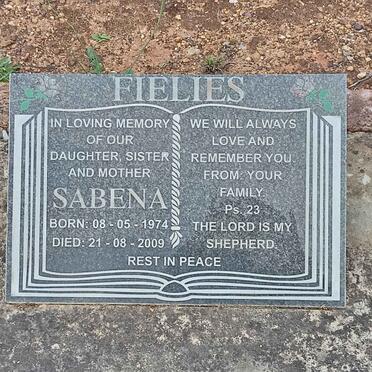 FIELIES
IN LOVING MEMORY
OF OUR
DAUGHTER, SISTER
AND MOTHER
SABENA
BORN: 08 - 05 - 1974
DIED: 21 - 08 - 2009
WE WILL ALWAYS
LOVE AND
REMEMBER YOU.
FROM: YOUR
FAMILY.
Ps. 23
THE LORD IS MY
SHEPHERD.
REST IN PEACE